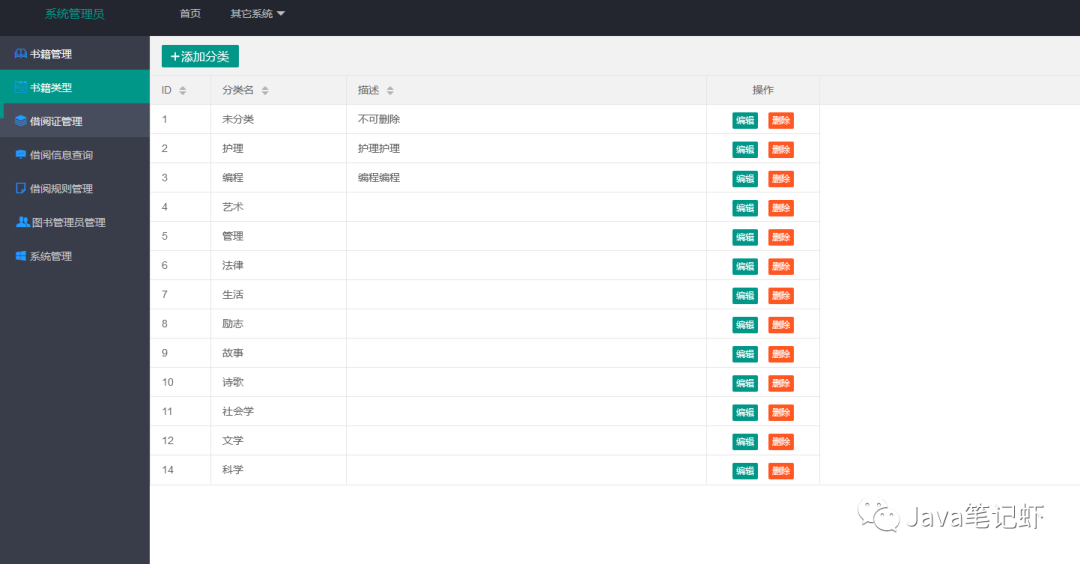 系统管理员 首页 其它系统
书籍管理
书籍类型
借阅证管理
借阅信息查询
借阅规则管理
图书管理员管理
系统管理
+添加分类
ID 分类名 描述 操作
1 未分类 不可删除 编辑 删除
2 护理 护理护理 编辑 删除
3 编程 编程编程 编辑 删除
4 艺术 编辑 删除
5 管理 编辑 删除
6 法律 编辑 删除
7 生活 编辑 删除
8 励志 编辑 删除
9 故事 编辑 删除
10 诗歌 编辑 删除
11 社会学 编辑 删除
12 文学 编辑 删除
14 科学 编辑 删除
Java笔记虾